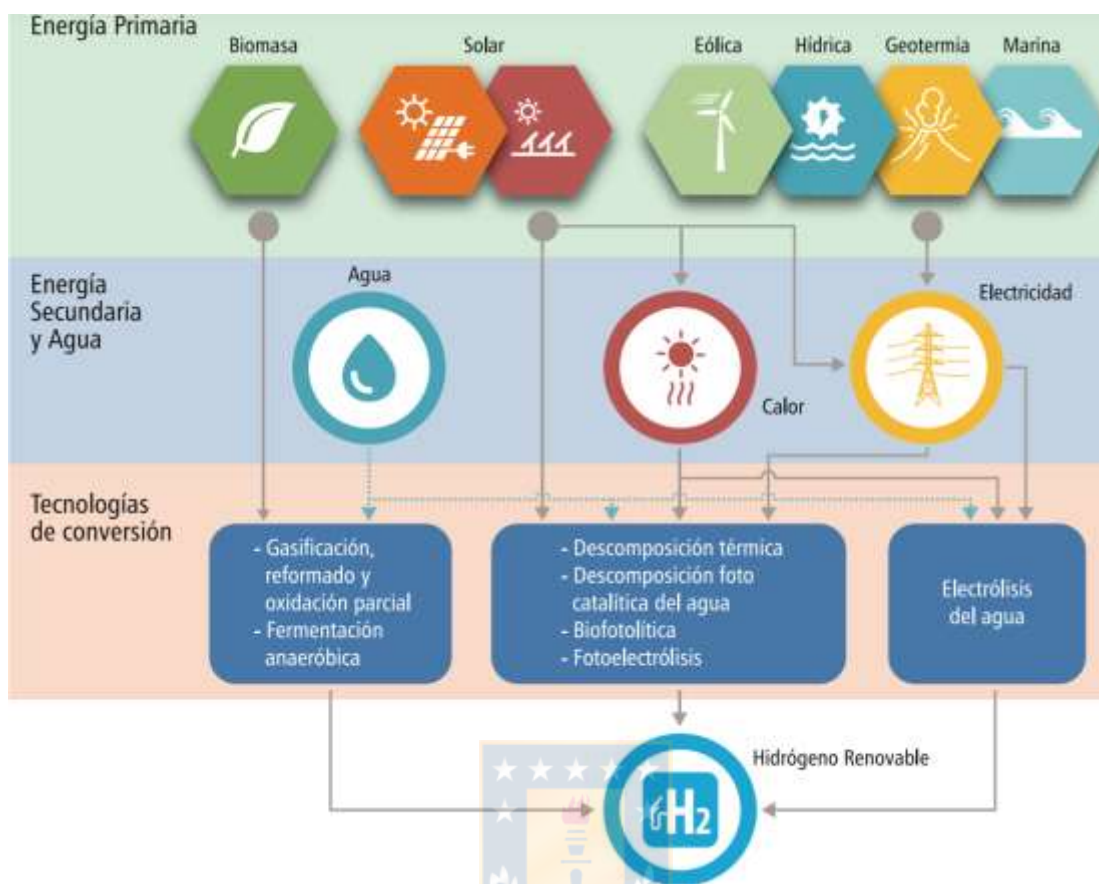 Energía Primaria
Biomasa
Solar
Eólica
Hídrica
Geotermia
Marina
Energía
Secundaria
y Agua
Agua
Calor
Electricidad
Tecnologías
de conversión
- Gasificación,
reformado y
oxidación parcial
- Fermentación
anaeróbica
- Descomposición térmica
- Descomposición foto
catalítica del agua
- Biofotolítica
- Fotoelectrólisis
Electrólisis
del agua
Hidrógeno Renovable
H2